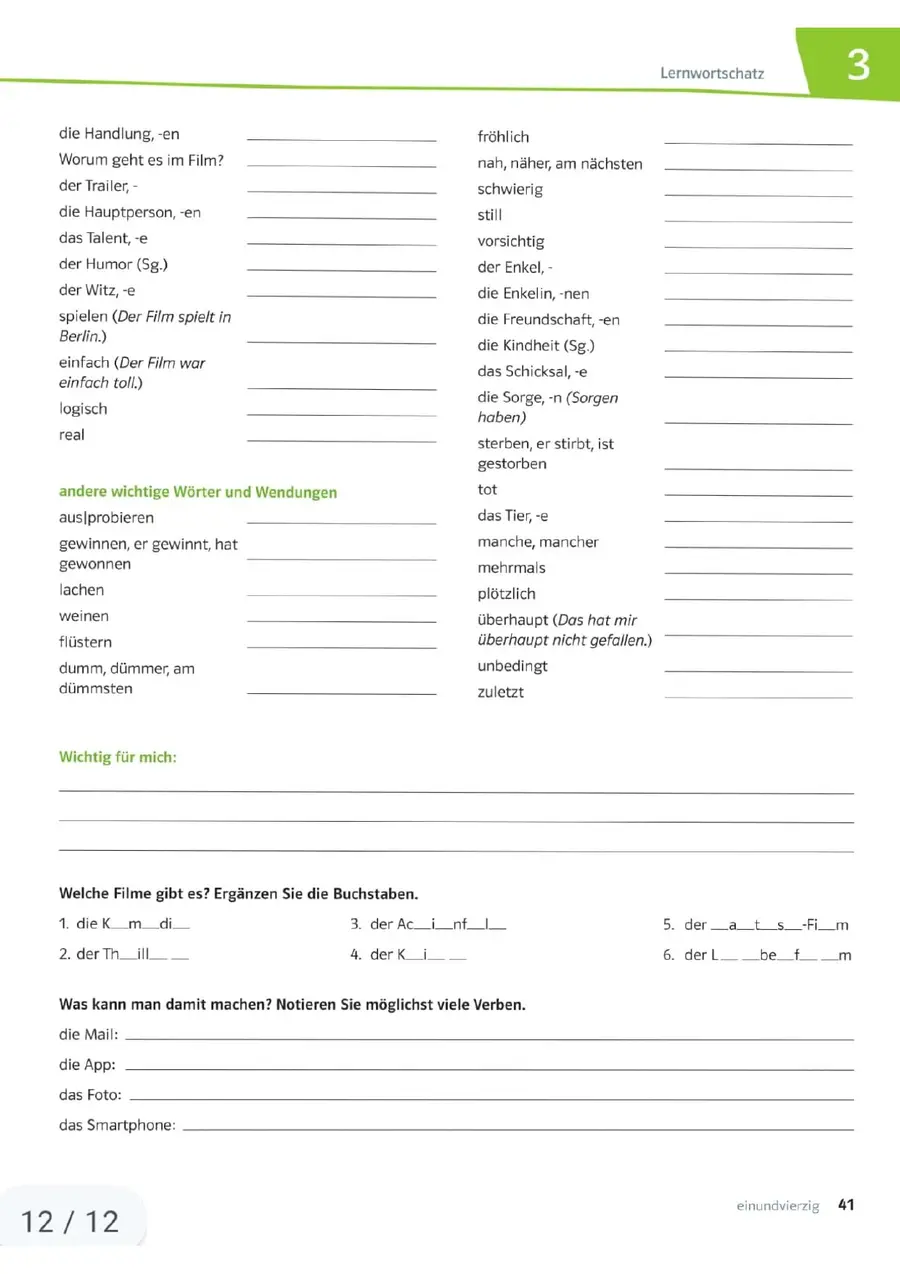 Lernwortschatz
3
die Handlung, -en
Worum geht es im Film?
der Trailer, -
die Hauptperson, -en
das Talent, -e
der Humor (Sg.)
der Witz, -e
spielen (Der Film spielt in
Berlin.)
einfach (Der Film war
einfach toll.)
logisch
real
andere wichtige Wörter und Wendungen
aus|probieren
gewinnen, er gewinnt, hat
gewonnen
lachen
weinen
flüstern
dumm, dümmer, am
dümmsten
fröhlich
nah, näher, am nächsten
schwierig
still
vorsichtig
der Enkel, -
die Enkelin, -nen
die Freundschaft, -en
die Kindheit (Sg.)
das Schicksal, -e
die Sorge, -n (Sorgen
haben)
sterben, er stirbt, ist
gestorben
tot
das Tier, -e
manche, mancher
mehrmals
plötzlich
überhaupt (Das hat mir
überhaupt nicht gefallen.)
unbedingt
zuletzt
Wichtig für mich:
Welche Filme gibt es? Ergänzen Sie die Buchstaben.
1. die K__m__di__
2. der Th__ill__ __
3. der Ac__i__nf__l__
4. der K__i__ __
5. der __a__t__s__-Fi__m
6. der L__ __be__f__ __m
Was kann man damit machen? Notieren Sie möglichst viele Verben.
die Mail:
die App:
das Foto:
das Smartphone:
einundvierzig 41
12 / 12